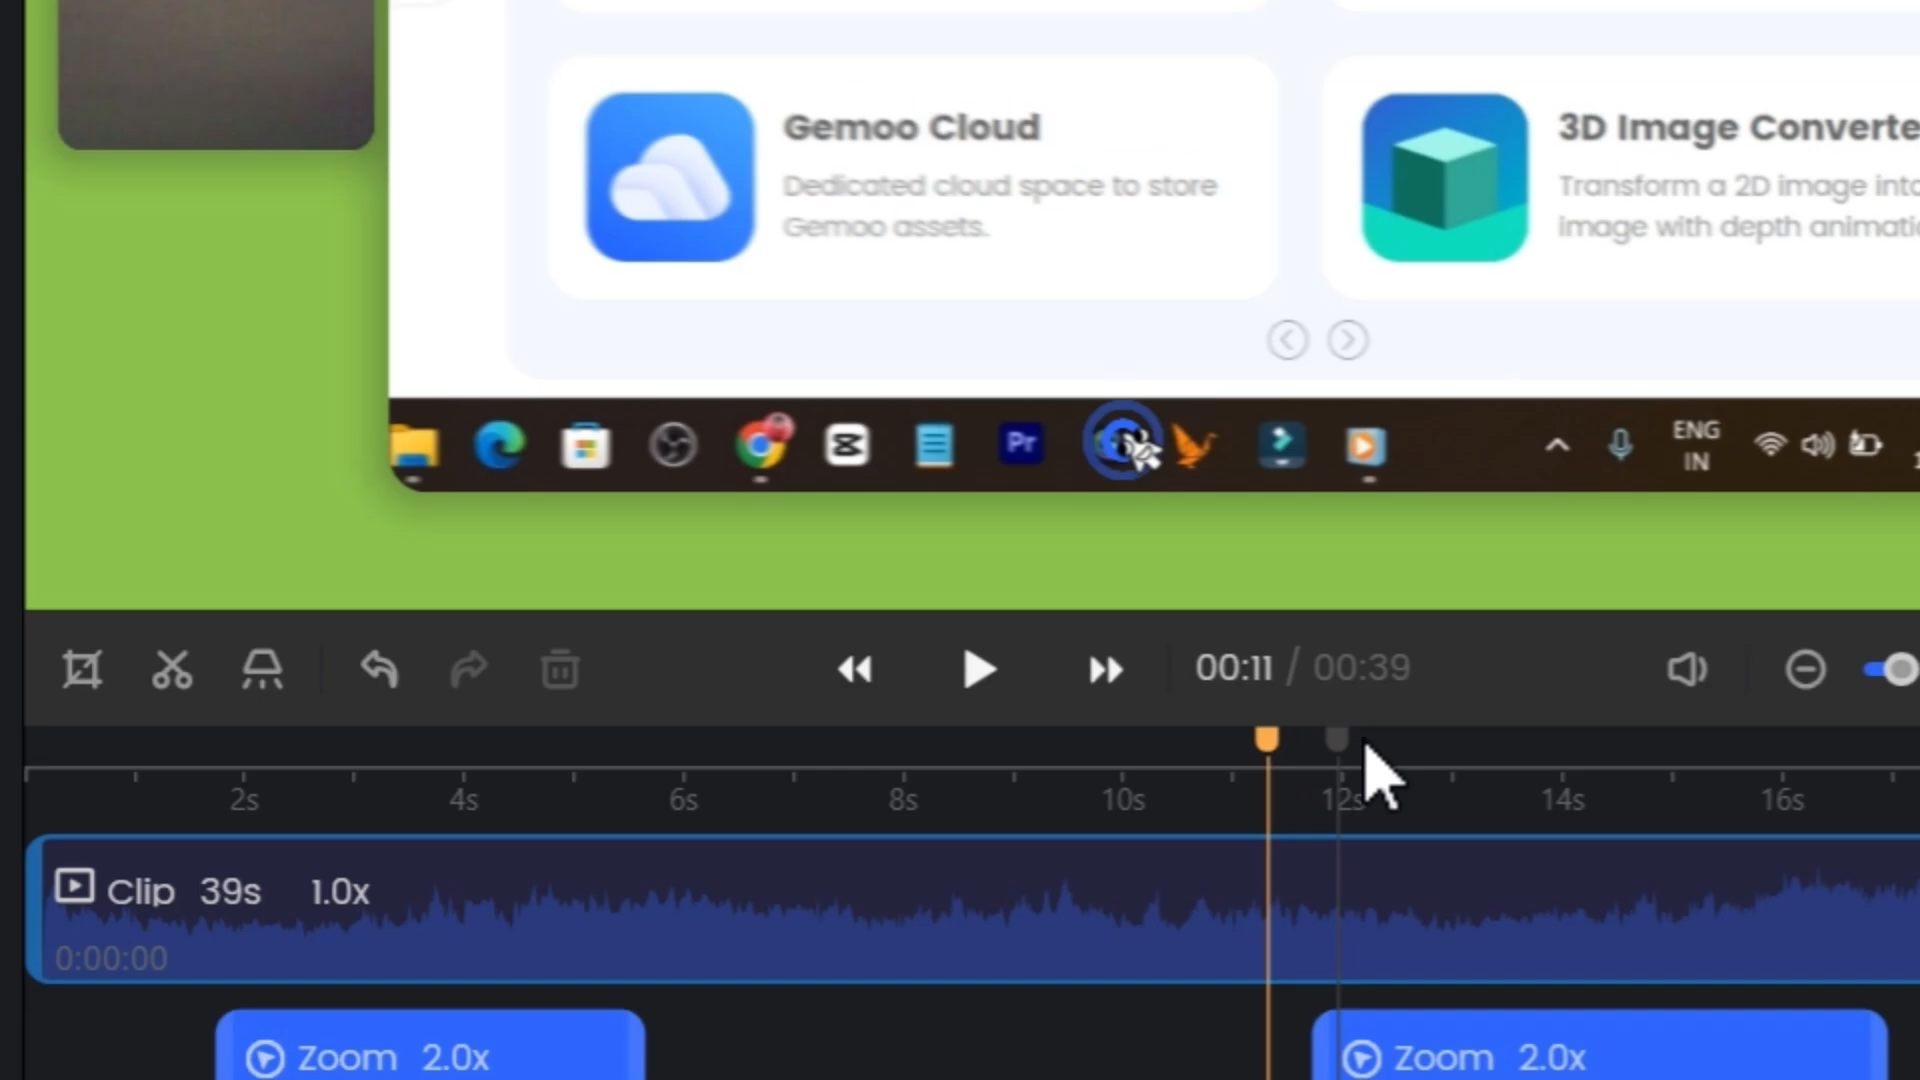 Gemoo Cloud
Dedicated cloud space to store
Gemoo assets.
3D Image Converte
Transform a 2D image into
image with depth animati
Pr
ENG
IN
00:11 / 00:39
2s 4s 6s 8s 10s 12s 14s 16s
Clip 39s 1.0x
0:00:00
Zoom 2.0x
Zoom 2.0x